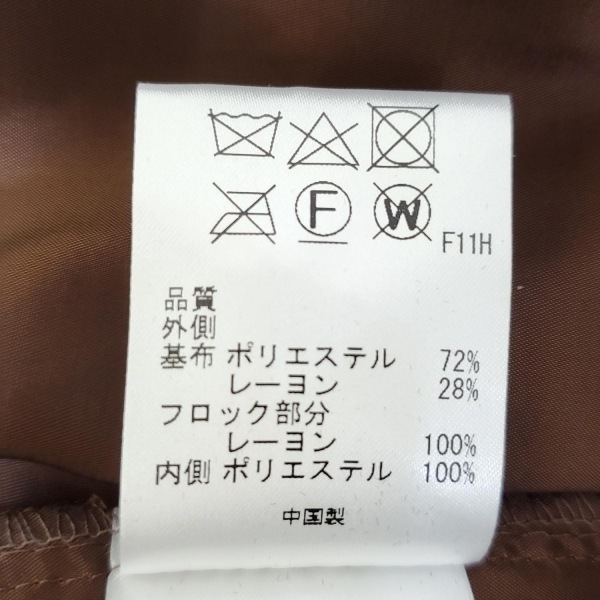 F W F11H
品質
外側
基布 ポリエステル 72%
レーヨン 28%
フロック部分
レーヨン 100%
内側 ポリエステル 100%
中国製